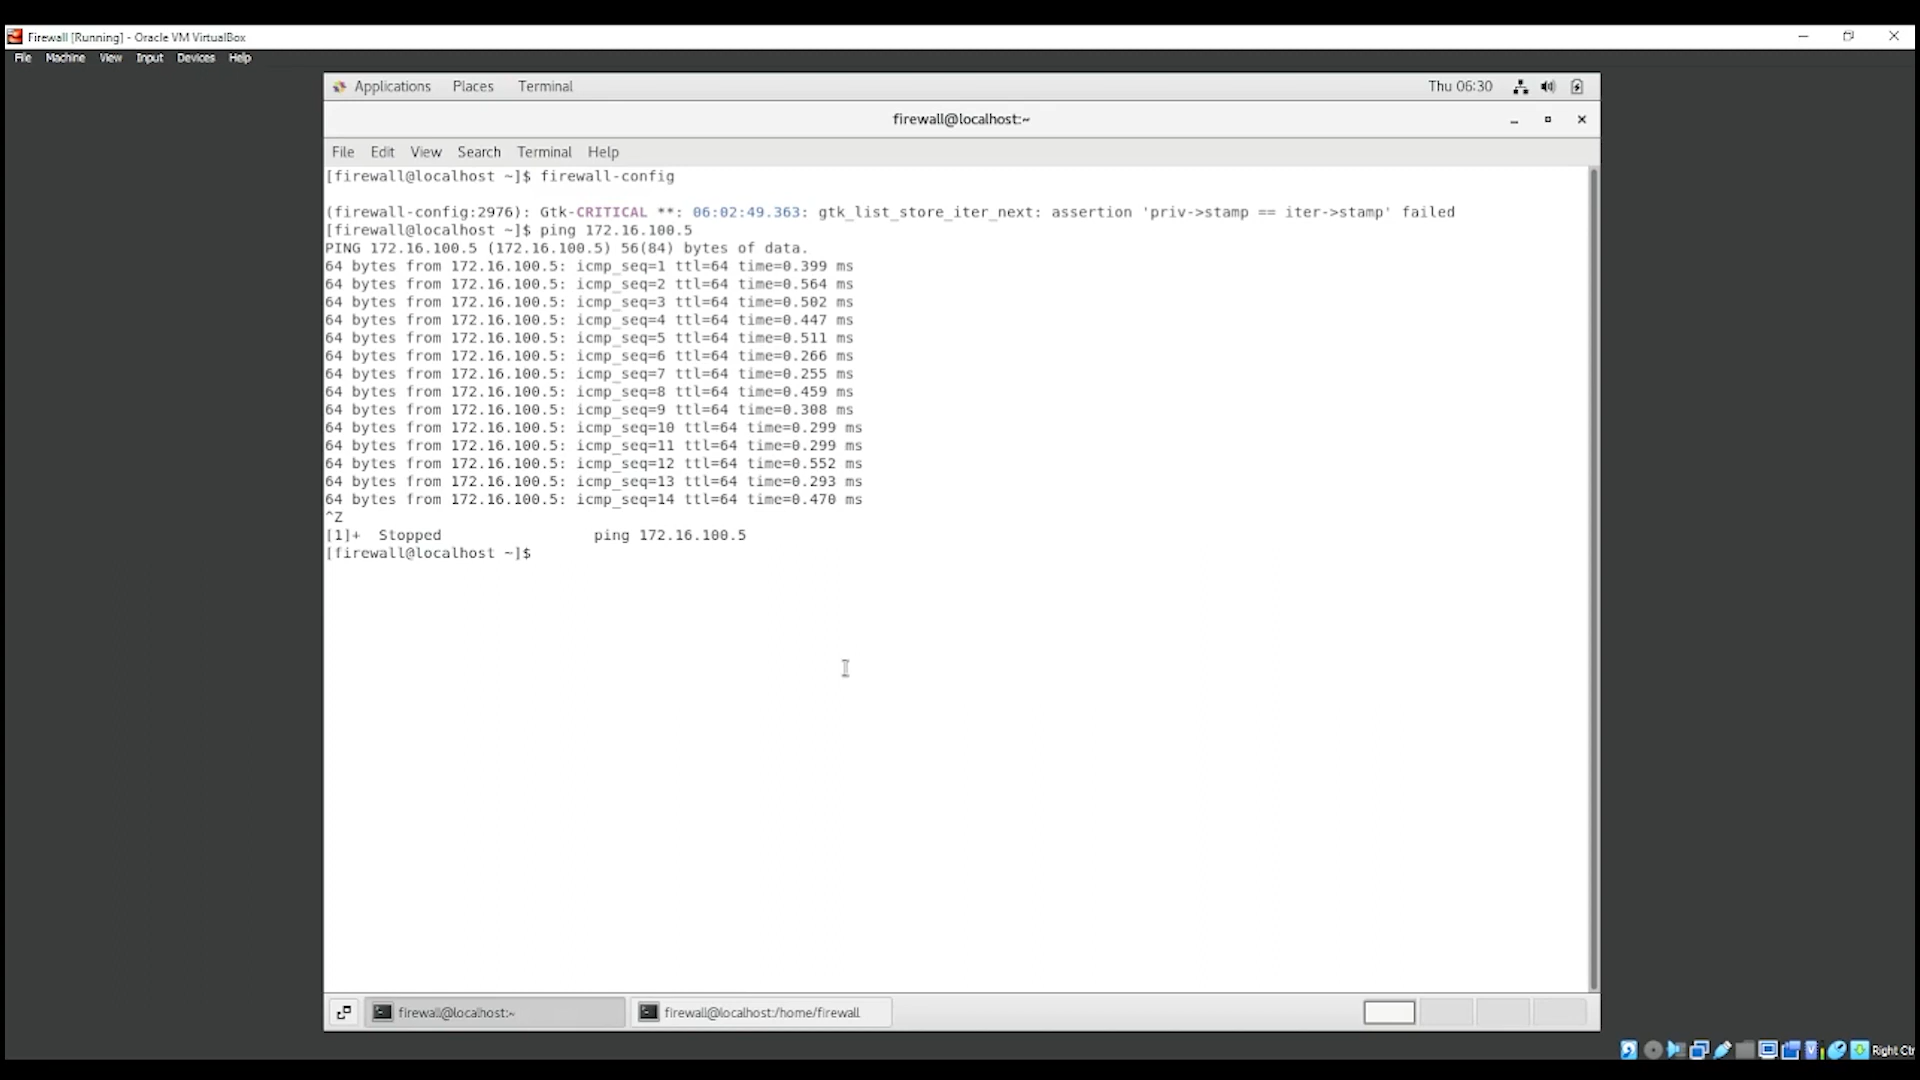 Firewall [Running] - Oracle VM VirtualBox
File Machine View Input Devices Help
Applications Places Terminal Thu 06:30
firewall@localhost:~
File Edit View Search Terminal Help
[firewall@localhost ~]$ firewall-config
(firewall-config:2976): Gtk-CRITICAL **: 06:02:49.363: gtk_list_store_iter_next: assertion 'priv->stamp == iter->stamp' failed
[firewall@localhost ~]$ ping 172.16.100.5
PING 172.16.100.5 (172.16.100.5) 56(84) bytes of data.
64 bytes from 172.16.100.5: icmp_seq=1 ttl=64 time=0.399 ms
64 bytes from 172.16.100.5: icmp_seq=2 ttl=64 time=0.564 ms
64 bytes from 172.16.100.5: icmp_seq=3 ttl=64 time=0.502 ms
64 bytes from 172.16.100.5: icmp_seq=4 ttl=64 time=0.447 ms
64 bytes from 172.16.100.5: icmp_seq=5 ttl=64 time=0.511 ms
64 bytes from 172.16.100.5: icmp_seq=6 ttl=64 time=0.266 ms
64 bytes from 172.16.100.5: icmp_seq=7 ttl=64 time=0.255 ms
64 bytes from 172.16.100.5: icmp_seq=8 ttl=64 time=0.459 ms
64 bytes from 172.16.100.5: icmp_seq=9 ttl=64 time=0.308 ms
64 bytes from 172.16.100.5: icmp_seq=10 ttl=64 time=0.299 ms
64 bytes from 172.16.100.5: icmp_seq=11 ttl=64 time=0.299 ms
64 bytes from 172.16.100.5: icmp_seq=12 ttl=64 time=0.552 ms
64 bytes from 172.16.100.5: icmp_seq=13 ttl=64 time=0.293 ms
64 bytes from 172.16.100.5: icmp_seq=14 ttl=64 time=0.470 ms
^Z
[1]+ Stopped ping 172.16.100.5
[firewall@localhost ~]$
firewall@localhost:~ firewall@localhost:/home/firewall
Right Ctr